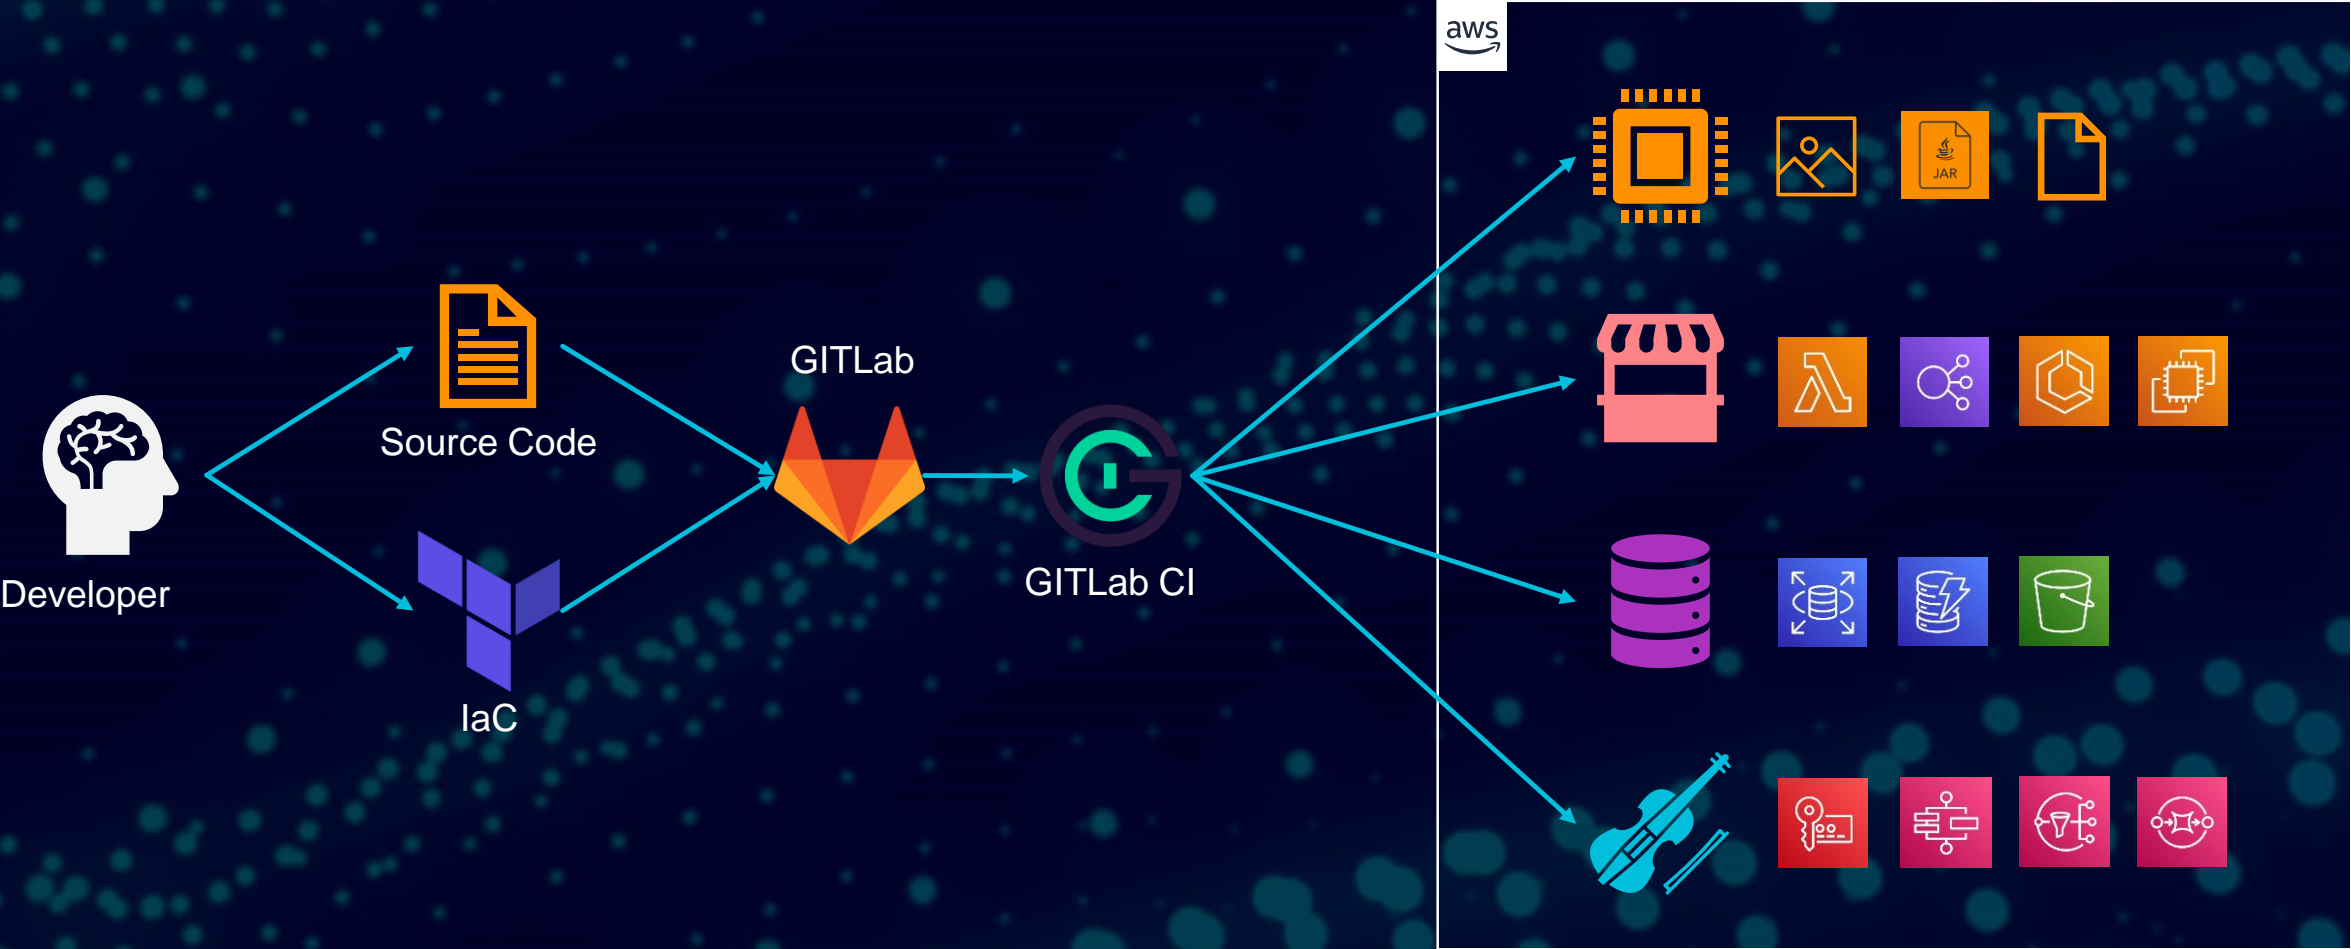 aws
JAR
GITLab
Source Code
GITLab CI
Developer
IaC